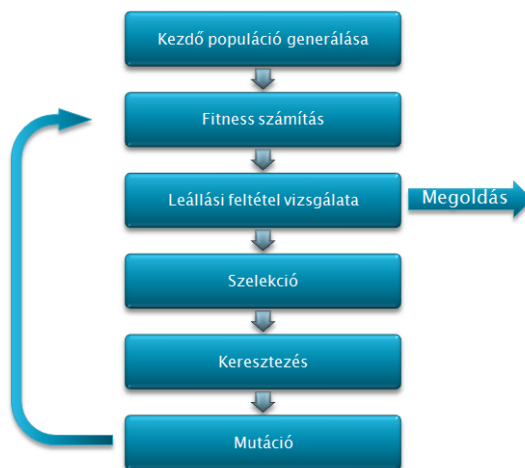 Kezdő populáció generálása
Fitness számítás
Leállási feltétel vizsgálata
Megoldás
Szelekció
Keresztezés
Mutáció